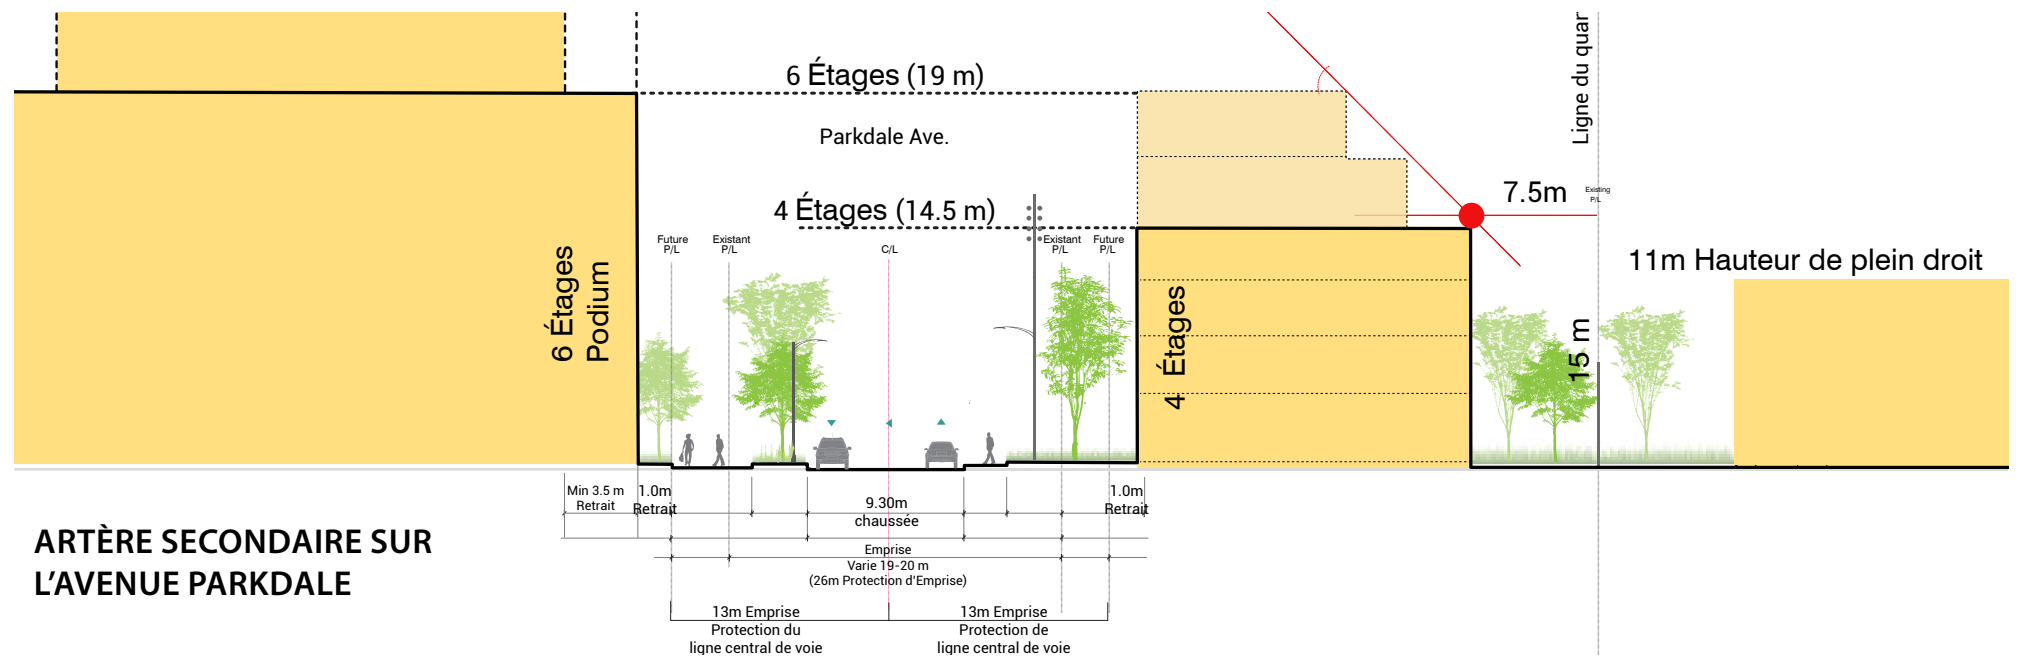 6 Étages (19 m)
Parkdale Ave.
4 Étages (14.5 m)
Ligne du quar
7.5m
Existing
P/L
11m Hauteur de plein droit
Future
P/L
Existant
P/L
C/L
Existant
P/L
Future
P/L
6 Étages
Podium
4 Étages
15 m
Min 3.5 m
Retrait
1.0m
Retrait
9.30m
chaussée
1.0m
Retrait
Emprise
Varie 19-20 m
(26m Protection d'Emprise)
13m Emprise
Protection du
ligne central de voie
13m Emprise
Protection de
ligne central de voie
ARTÈRE SECONDAIRE SUR
L'AVENUE PARKDALE